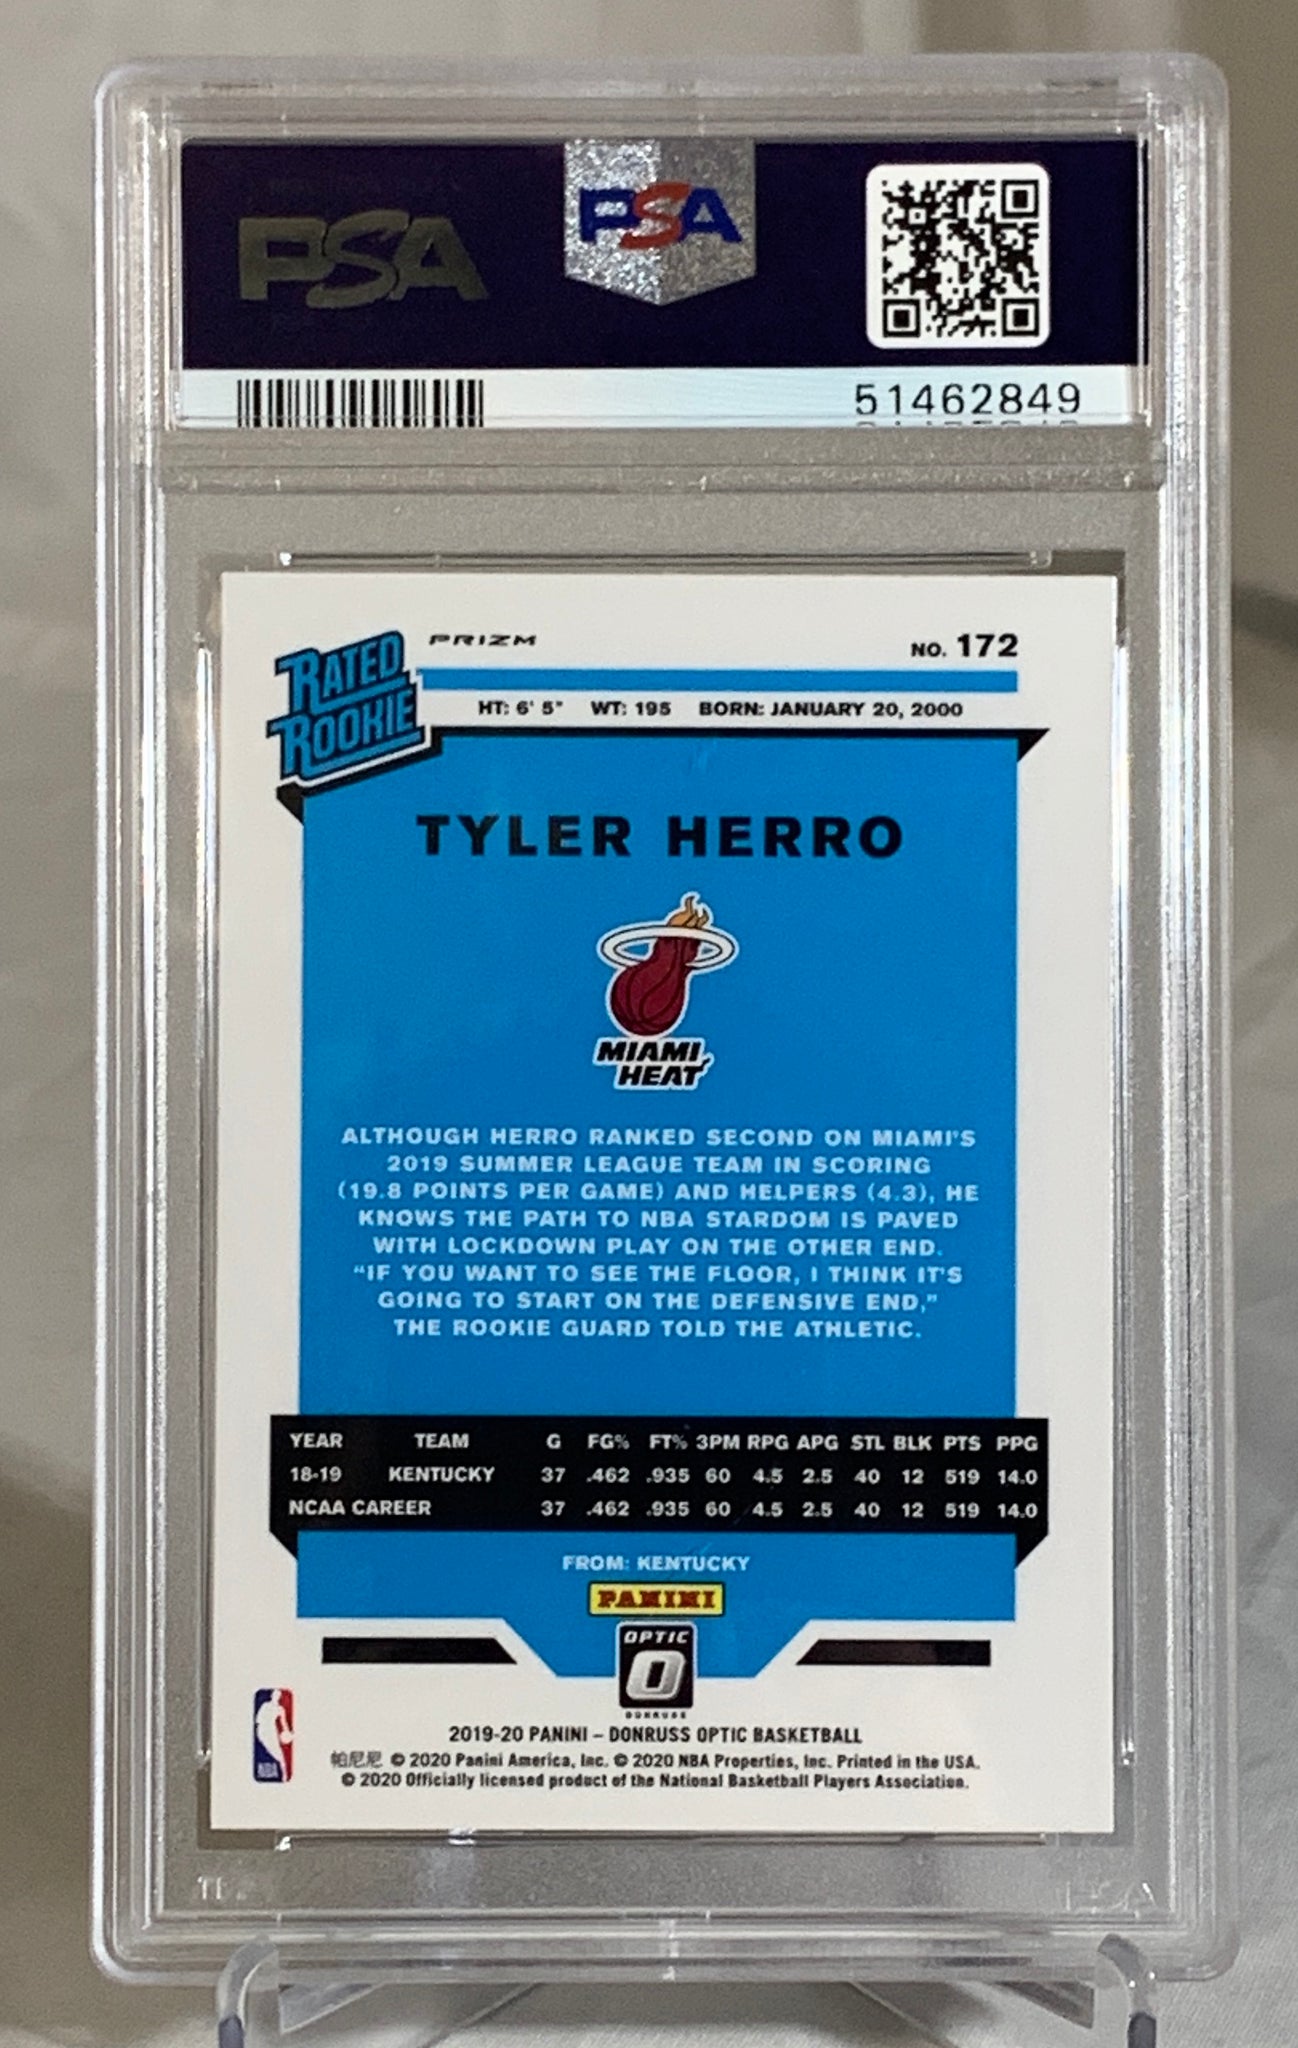 PSA
PSA
51462849
RATED
ROOKIE
PRIZM
NO. 172
HT: 6' 5" WT: 195 BORN: JANUARY 20, 2000
TYLER HERRO
MIAMI
HEAT
ALTHOUGH HERRO RANKED SECOND ON MIAMI'S
2019 SUMMER LEAGUE TEAM IN SCORING
(19.8 POINTS PER GAME) AND HELPERS (4.3), HE
KNOWS THE PATH TO NBA STARDOM IS PAVED
WITH LOCKDOWN PLAY ON THE OTHER END.
"IF YOU WANT TO SEE THE FLOOR, I THINK IT'S
GOING TO START ON THE DEFENSIVE END,"
THE ROOKIE GUARD TOLD THE ATHLETIC.
YEAR TEAM G FG% FT% 3PM RPG APG STL BLK PTS PPG
18-19 KENTUCKY 37 .462 .935 60 4.5 2.5 40 12 519 14.0
NCAA CAREER 37 .462 .935 60 4.5 2.5 40 12 519 14.0
FROM: KENTUCKY
PANINI
OPTIC
O
DONRUSS
NBA
2019-20 PANINI – DONRUSS OPTIC BASKETBALL
帕尼尼 © 2020 Panini America, Inc. © 2020 NBA Properties, Inc. Printed in the USA.
© 2020 Officially licensed product of the National Basketball Players Association.